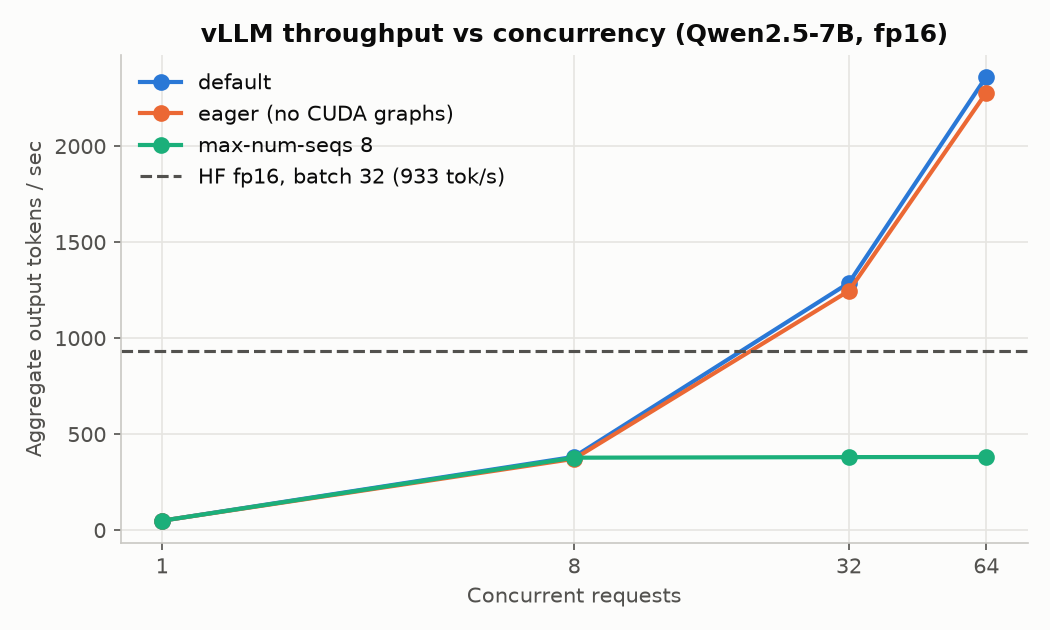 vLLM throughput vs concurrency (Qwen2.5-7B, fp16)
default
eager (no CUDA graphs)
max-num-seqs 8
HF fp16, batch 32 (933 tok/s)
Aggregate output tokens / sec
2000
1500
1000
500
0
1
8
32
64
Concurrent requests